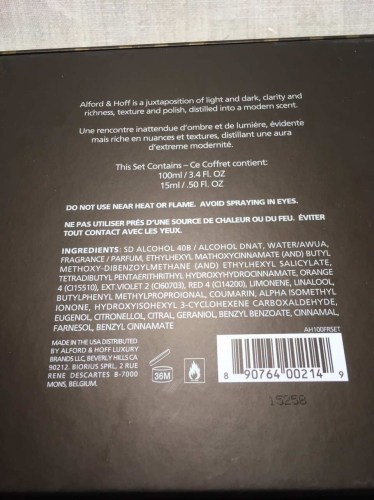 Alford & Hoff is a juxtaposition of light and dark, clarity and
richness, texture and polish, distilled into a modern scent.
Une rencontre inattendue d'ombre et de lumière, évidente
mais riche en nuances et textures, distillant une aura
d'extreme modernité.
This Set Contains – Ce Coffret contient:
100ml / 3.4 Fl. OZ
15ml / .50 FL. OZ
DO NOT USE NEAR HEAT OR FLAME. AVOID SPRAYING IN EYES.
NE PAS UTILISER PRÈS D'UNE SOURCE DE CHALEUR OU DU FEU. ÉVITER
TOUT CONTACT AVEC LES YEUX.
INGREDIENTS: SD ALCOHOL 40B / ALCOHOL DNAT, WATER/AWUA,
FRAGRANCE / PARFUM, ETHYLHEXYL MATHOXYCINNAMATE (AND) BUTYL
METHOXY-DIBENZOYLMETHANE (AND) ETHYLHEXYL SALICYLATE,
TETRADIBUTYL PENTAERITHRITYL HYDROXYHYDROCINNAMATE, ORANGE
4 (CI15510), EXT.VIOLET 2 (CI60703), RED 4 (CI14200), LIMONENE, LINALOOL,
BUTYLPHENYL METHYLPROPROIONAL, COUMARIN, ALPHA ISOMETHYL
IONONE, HYDROXYISOHEXYL 3-CYCLOHEXENE CARBOXALDEHYDE,
EUGENOL, CITRONELLOL, CITRAL, GERANIOL, BENZYL BENZOATE, CINNAMAL,
FARNESOL, BENZYL CINNAMATE
MADE IN THE USA DISTRIBUTED
BY ALFORD & HOFF LUXURY
BRANDS LLC, BEVERLY HILLS CA
90212. BIORIUS SPRL, 2 RUE
RENE DESCARTES B-7000
MONS, BELGIUM.
36M
AH100FRSET
8 90764 00214 9
15258